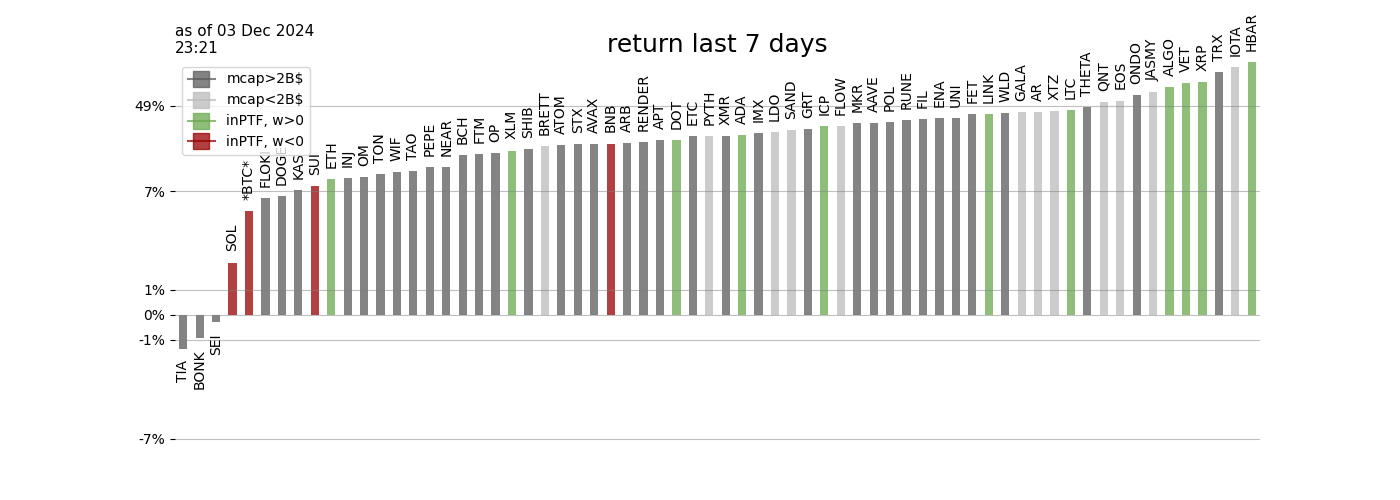 as of 03 Dec 2024
23:21
return last 7 days
mcap>2B$
mcap<2B$
inPTF, w>0
inPTF, w<0
49%
7%
1%
0%
-1%
-7%
TIA
BONK
SEI
SOL
*BTC*
FLOKI
DOGE
KAS
SUI
ETH
INJ
OM
TON
WIF
TAO
PEPE
NEAR
BCH
FTM
OP
XLM
SHIB
BRETT
ATOM
STX
AVAX
BNB
ARB
RENDER
APT
DOT
ETC
PYTH
XMR
ADA
IMX
LDO
SAND
GRT
ICP
FLOW
MKR
AAVE
POL
RUNE
FIL
ENA
UNI
FET
LINK
WLD
GALA
AR
XTZ
LTC
THETA
QNT
EOS
ONDO
JASMY
ALGO
VET
XRP
TRX
IOTA
HBAR